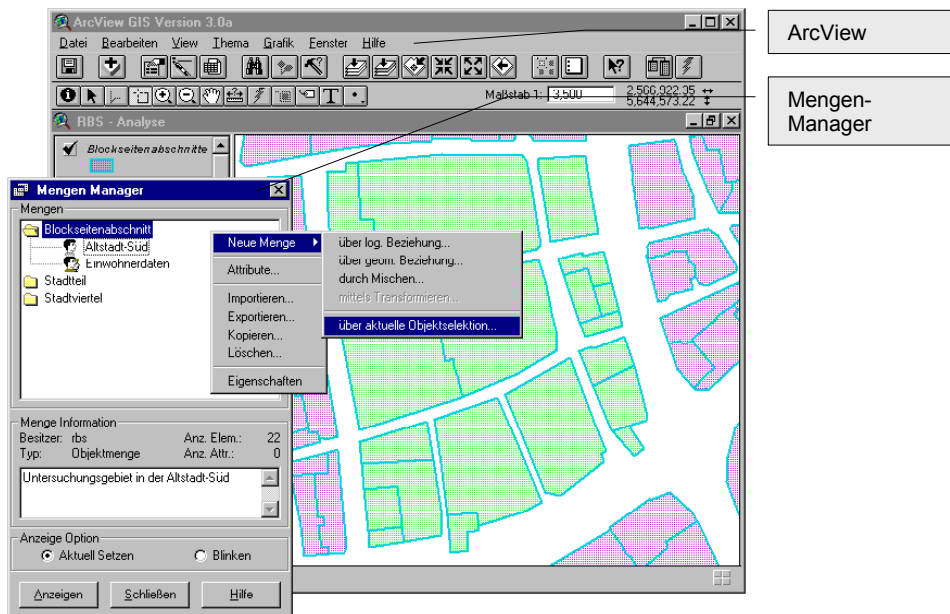 ArcView GIS Version 3.0a
Datei Bearbeiten View Thema Grafik Fenster Hilfe
Maßstab 1: 3,500
2,566,922.35
5,644,573.22
RBS - Analyse
Blockseitenabschnitte
ArcView
Mengen-
Manager
Mengen Manager
Mengen
Blockseitenabschnitt
Altstadt-Süd
Einwohnerdaten
Stadtteil
Stadtviertel
Neue Menge
Attribute...
Importieren...
Exportieren...
Kopieren...
Löschen...
Eigenschaften
über log. Beziehung...
über geom. Beziehung...
durch Mischen...
mittels Transformieren...
über aktuelle Objektselektion...
Menge Information
Besitzer: rbs Anz. Elem.: 22
Typ: Objektmenge Anz. Attr.: 0
Untersuchungsgebiet in der Altstadt-Süd
Anzeige Option
Aktuell Setzen Blinken
Anzeigen Schließen Hilfe